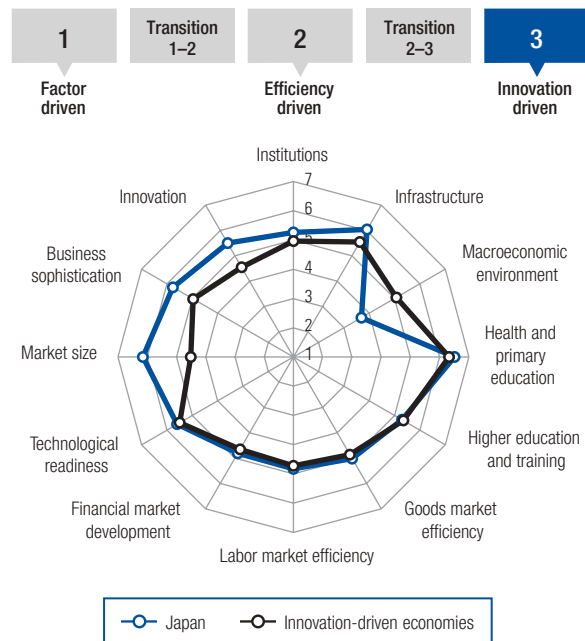 1
Transition
1–2
2
Transition
2–3
3
Factor
driven
Efficiency
driven
Innovation
driven
Institutions
7
Innovation
Infrastructure
6
5
Business
sophistication
Macroeconomic
environment
4
3
2
Market size
1
Health and
primary
education
Technological
readiness
Higher education
and training
Financial market
development
Goods market
efficiency
Labor market efficiency
Japan
Innovation-driven economies